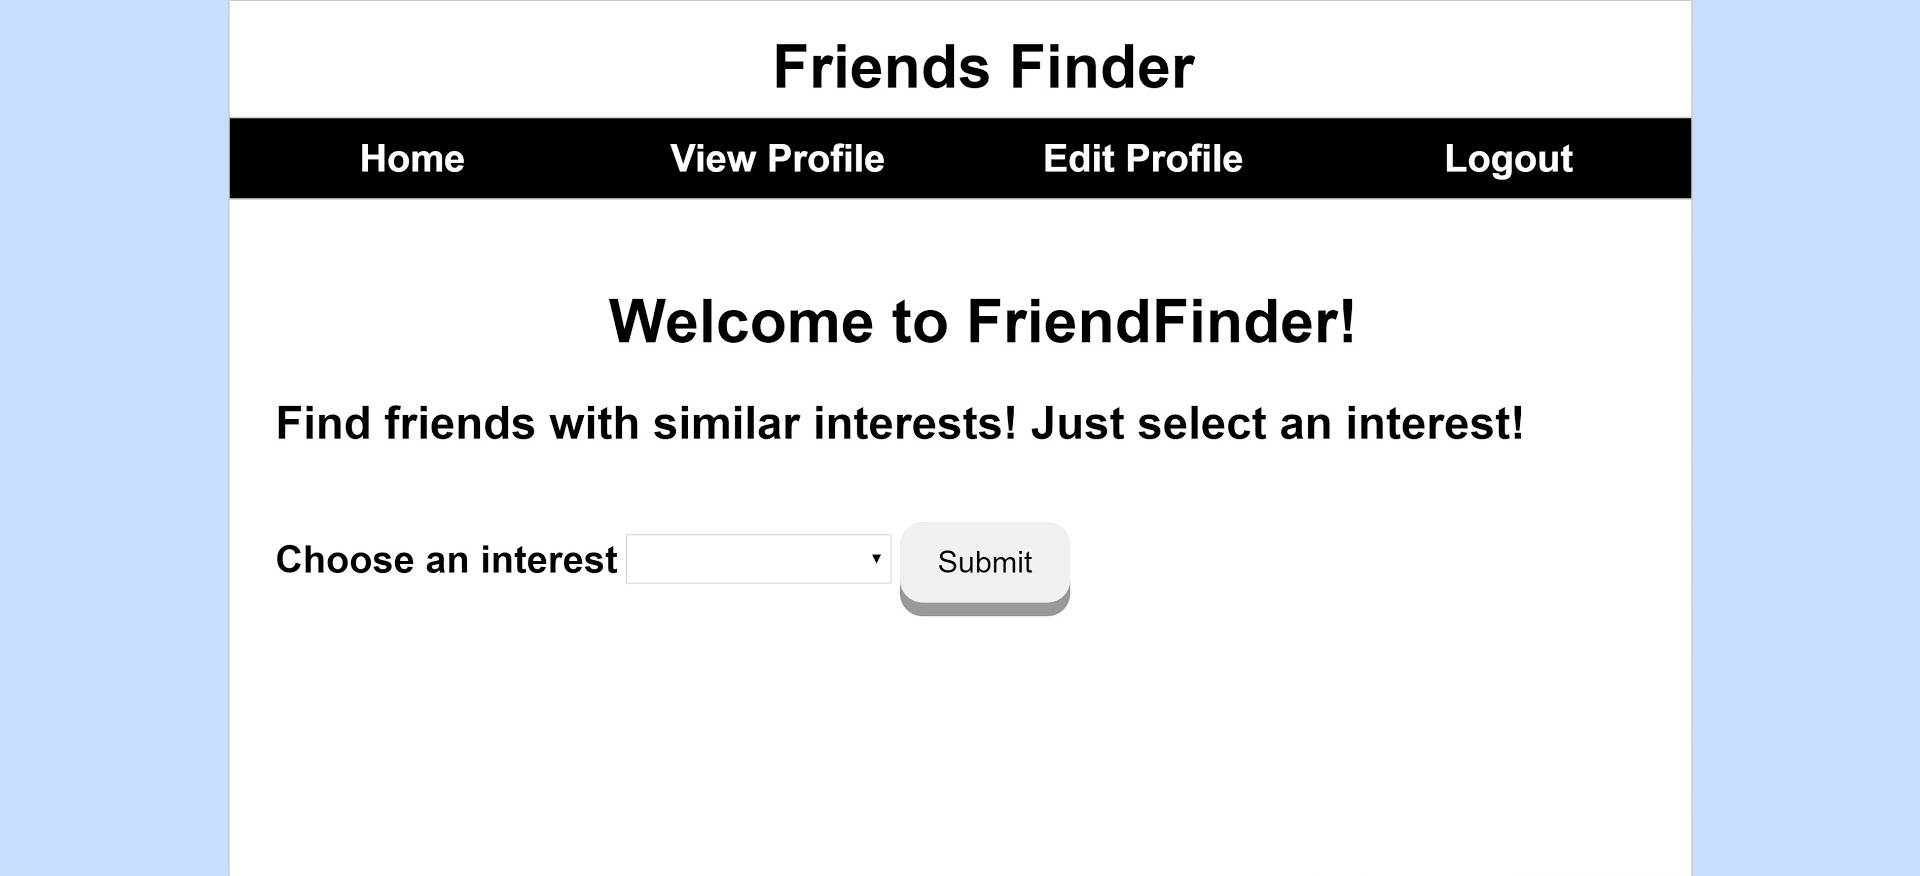 Friends Finder
Home View Profile Edit Profile Logout
Welcome to FriendFinder!
Find friends with similar interests! Just select an interest!
Choose an interest Submit